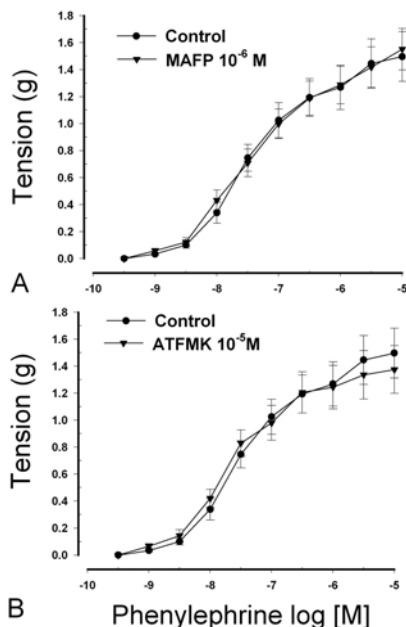 Control
MAFP 10⁻⁶ M
Tension (g)
1.8
1.6
1.4
1.2
1.0
0.8
0.6
0.4
0.2
0.0
-10 -9 -8 -7 -6 -5
A
Control
ATFMK 10⁻⁵M
Tension (g)
1.8
1.6
1.4
1.2
1.0
0.8
0.6
0.4
0.2
0.0
-10 -9 -8 -7 -6 -5
B
Phenylephrine log [M]